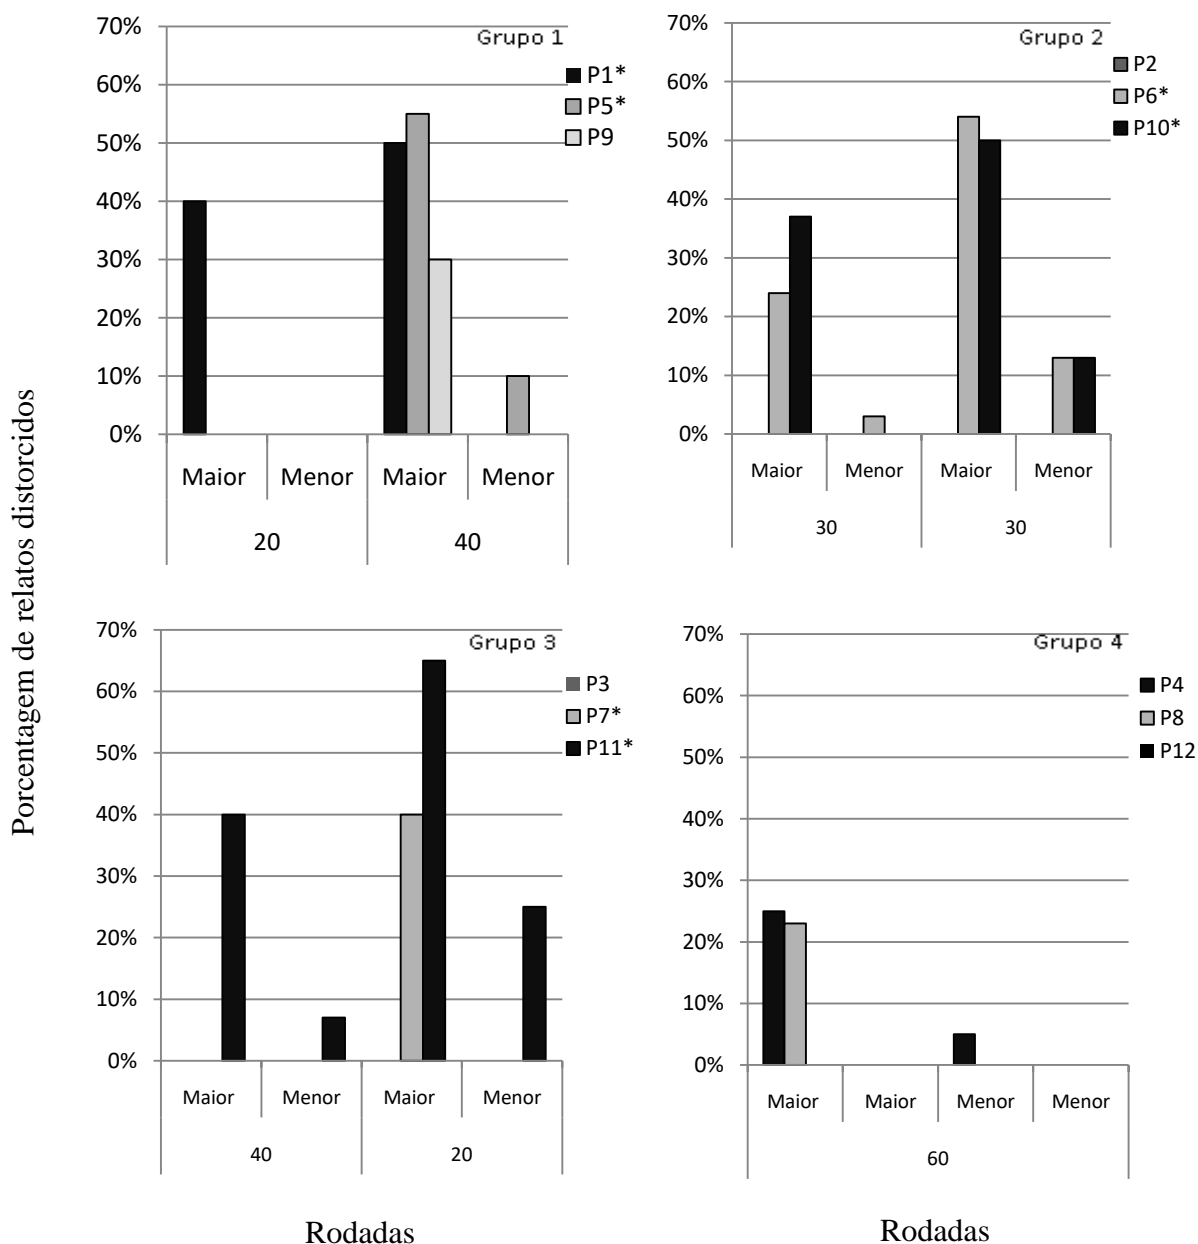 Porcentagem de relatos distorcidos
Grupo 1
70%
60%
50%
40%
30%
20%
10%
0%
P1*
P5*
P9
Maior Menor Maior Menor
20 40
Grupo 2
70%
60%
50%
40%
30%
20%
10%
0%
P2
P6*
P10*
Maior Menor Maior Menor
30 30
Grupo 3
70%
60%
50%
40%
30%
20%
10%
0%
P3
P7*
P11*
Maior Menor Maior Menor
40 20
Rodadas
Grupo 4
70%
60%
50%
40%
30%
20%
10%
0%
P4
P8
P12
Maior Maior Menor Menor
60
Rodadas